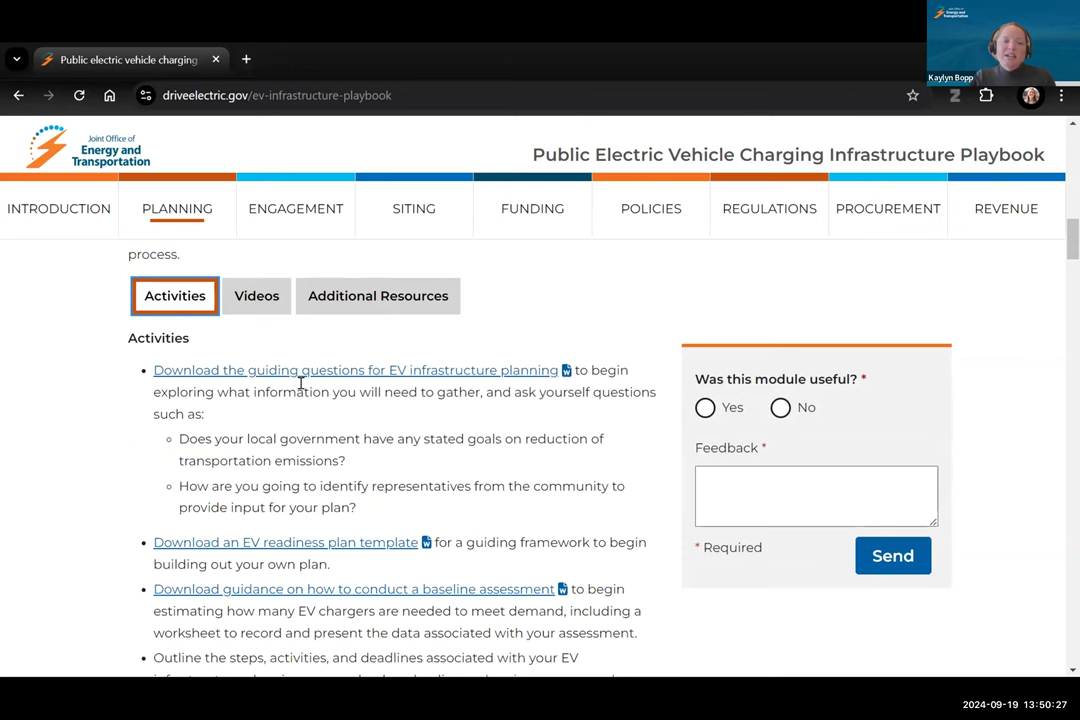 Joint Office of
Energy and
Transportation
Kaylyn Bopp
Public electric vehicle charging
driveelectric.gov/ev-infrastructure-playbook
Z
Joint Office of
Energy and
Transportation
Public Electric Vehicle Charging Infrastructure Playbook
INTRODUCTION
PLANNING
ENGAGEMENT
SITING
FUNDING
POLICIES
REGULATIONS
PROCUREMENT
REVENUE
process.
Activities
Videos
Additional Resources
Activities
• Download the guiding questions for EV infrastructure planning to begin
exploring what information you will need to gather, and ask yourself questions
such as:
Does your local government have any stated goals on reduction of
transportation emissions?
How are you going to identify representatives from the community to
provide input for your plan?
• Download an EV readiness plan template for a guiding framework to begin
building out your own plan.
• Download guidance on how to conduct a baseline assessment to begin
estimating how many EV chargers are needed to meet demand, including a
worksheet to record and present the data associated with your assessment.
• Outline the steps, activities, and deadlines associated with your EV
Was this module useful? *
Yes
No
Feedback *
* Required
Send
2024-09-19 13:50:27